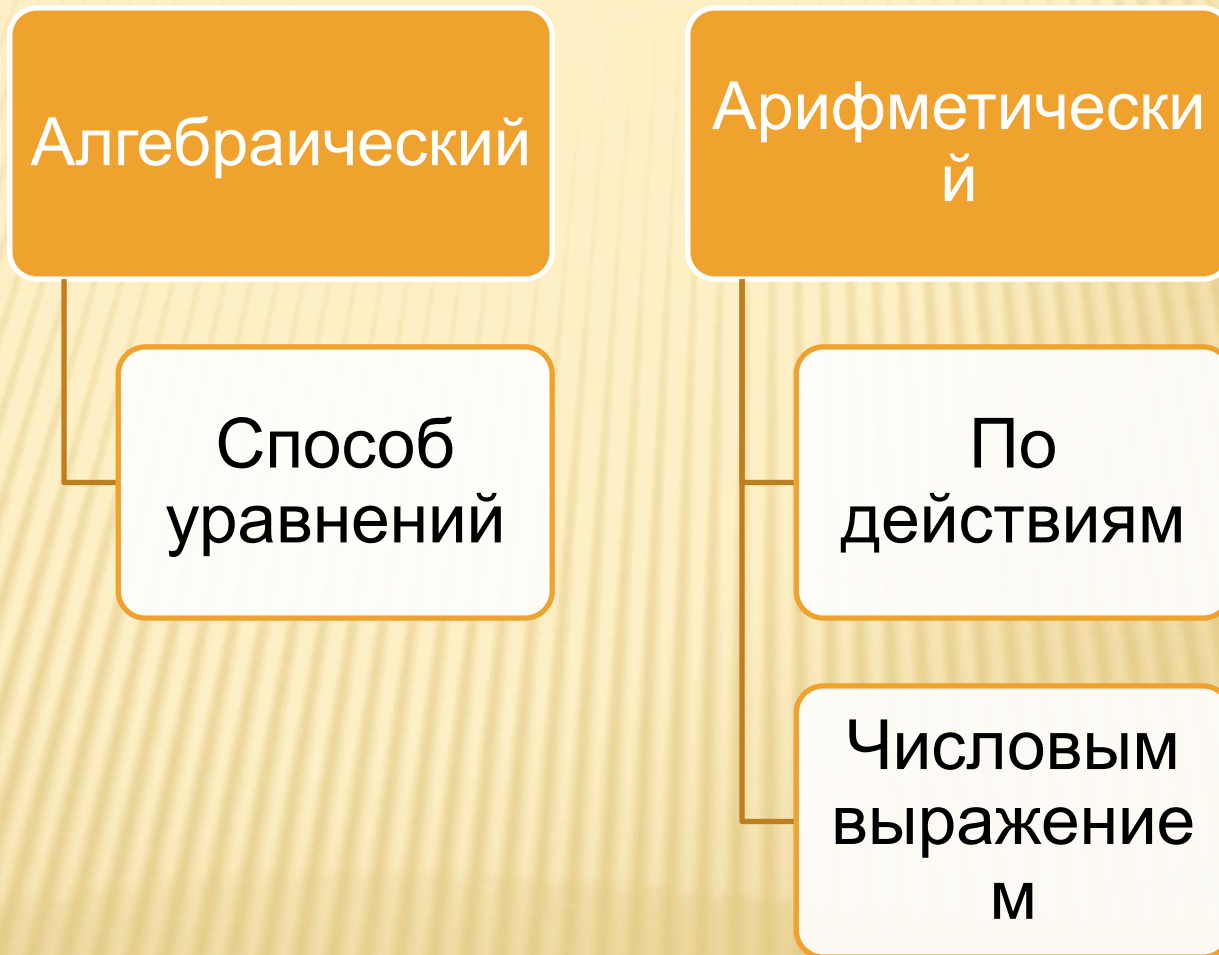 Алгебраический
Способ
уравнений
Арифметически
й
По
действиям
Числовым
выражение
м